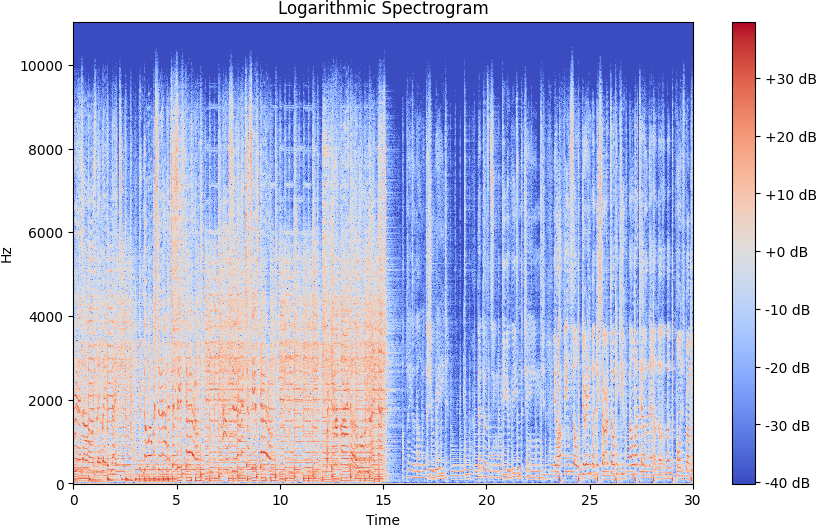 Logarithmic Spectrogram
10000
8000
6000
4000
2000
0
Hz
0 5 10 15 20 25 30
Time
+30 dB
+20 dB
+10 dB
+0 dB
-10 dB
-20 dB
-30 dB
-40 dB